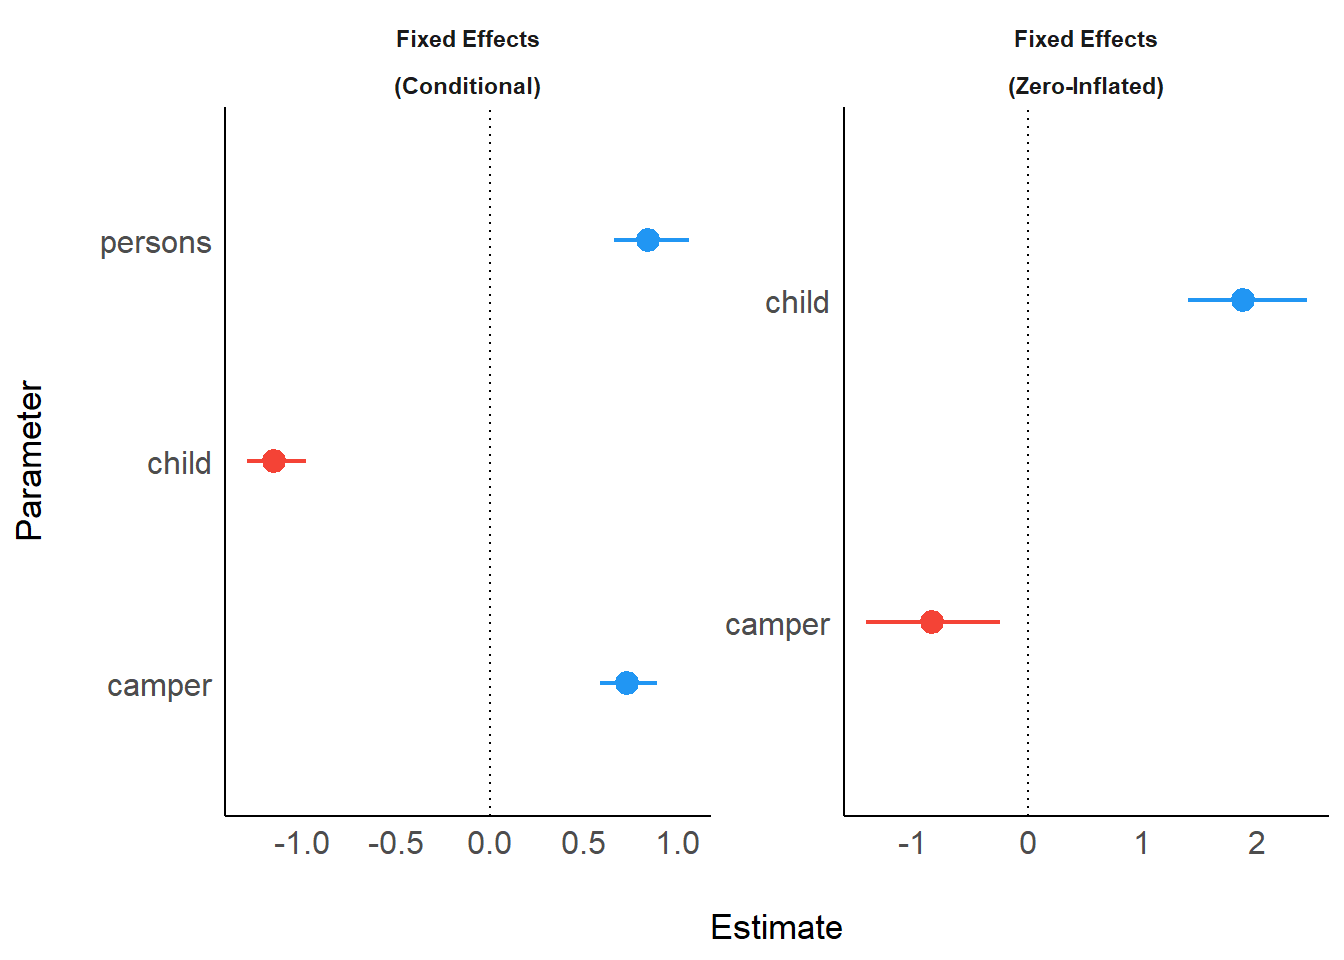 Fixed Effects
(Conditional)
Fixed Effects
(Zero-Inflated)
Parameter
persons
child
camper
child
camper
-1.0 -0.5 0.0 0.5 1.0
-1 0 1 2
Estimate